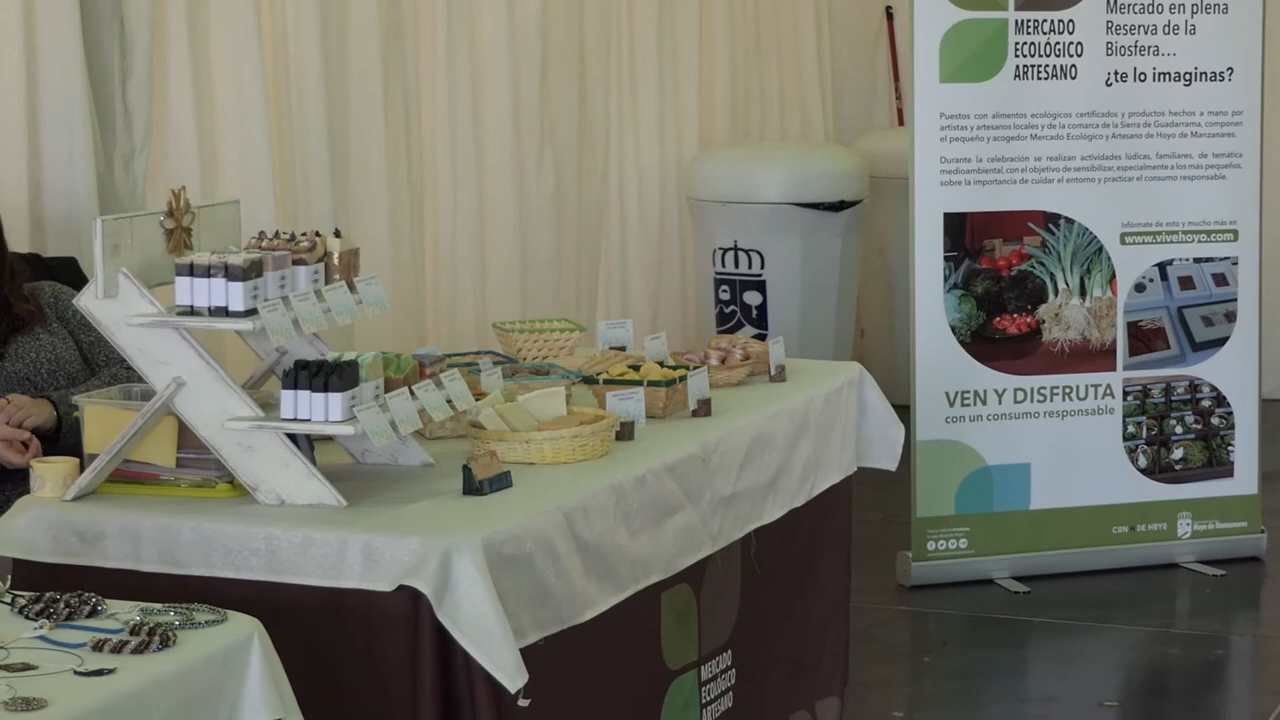 MERCADO
ECOLÓGICO
ARTESANO
Mercado en plena
Reserva de la
Biosfera...
¿te lo imaginas?
Puestos con alimentos ecológicos certificados y productos hechos a mano por
artistas y artesanos locales y de la comarca de la Sierra de Guadarrama, componen
el pequeño y acogedor Mercado Ecológico y Artesano de Hoyo de Manzanares.
Durante la celebración se realizan actividades lúdicas, familiares, de temática
medioambiental, con el objetivo de sensibilizar, especialmente a los más pequeños,
sobre la importancia de cuidar el entorno y practicar el consumo responsable.
Infórmate de esto y mucho más en
www.vivehoyo.com
VEN Y DISFRUTA
con un consumo responsable
Hoyo de Manzanares
MERCADO
ECOLÓGICO
ARTESANO